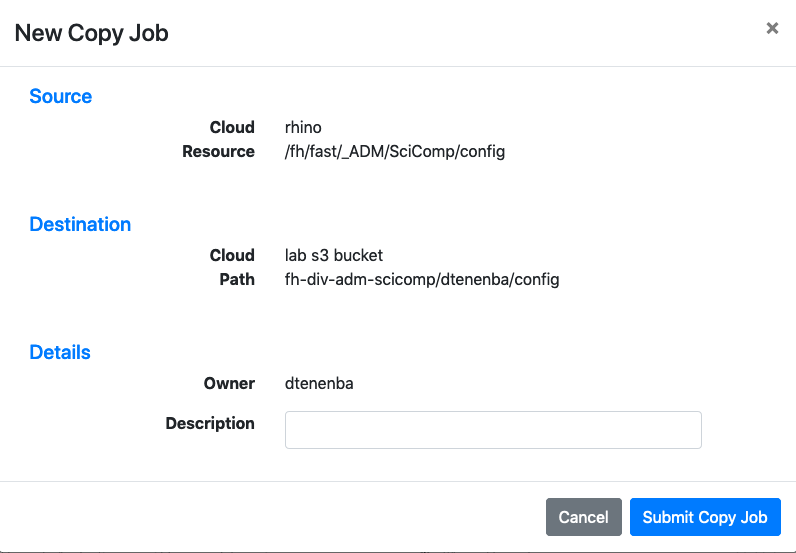 New Copy Job ×
Source
Cloud rhino
Resource /fh/fast/_ADM/SciComp/config
Destination
Cloud lab s3 bucket
Path fh-div-adm-scicomp/dtenenba/config
Details
Owner dtenenba
Description
Cancel Submit Copy Job